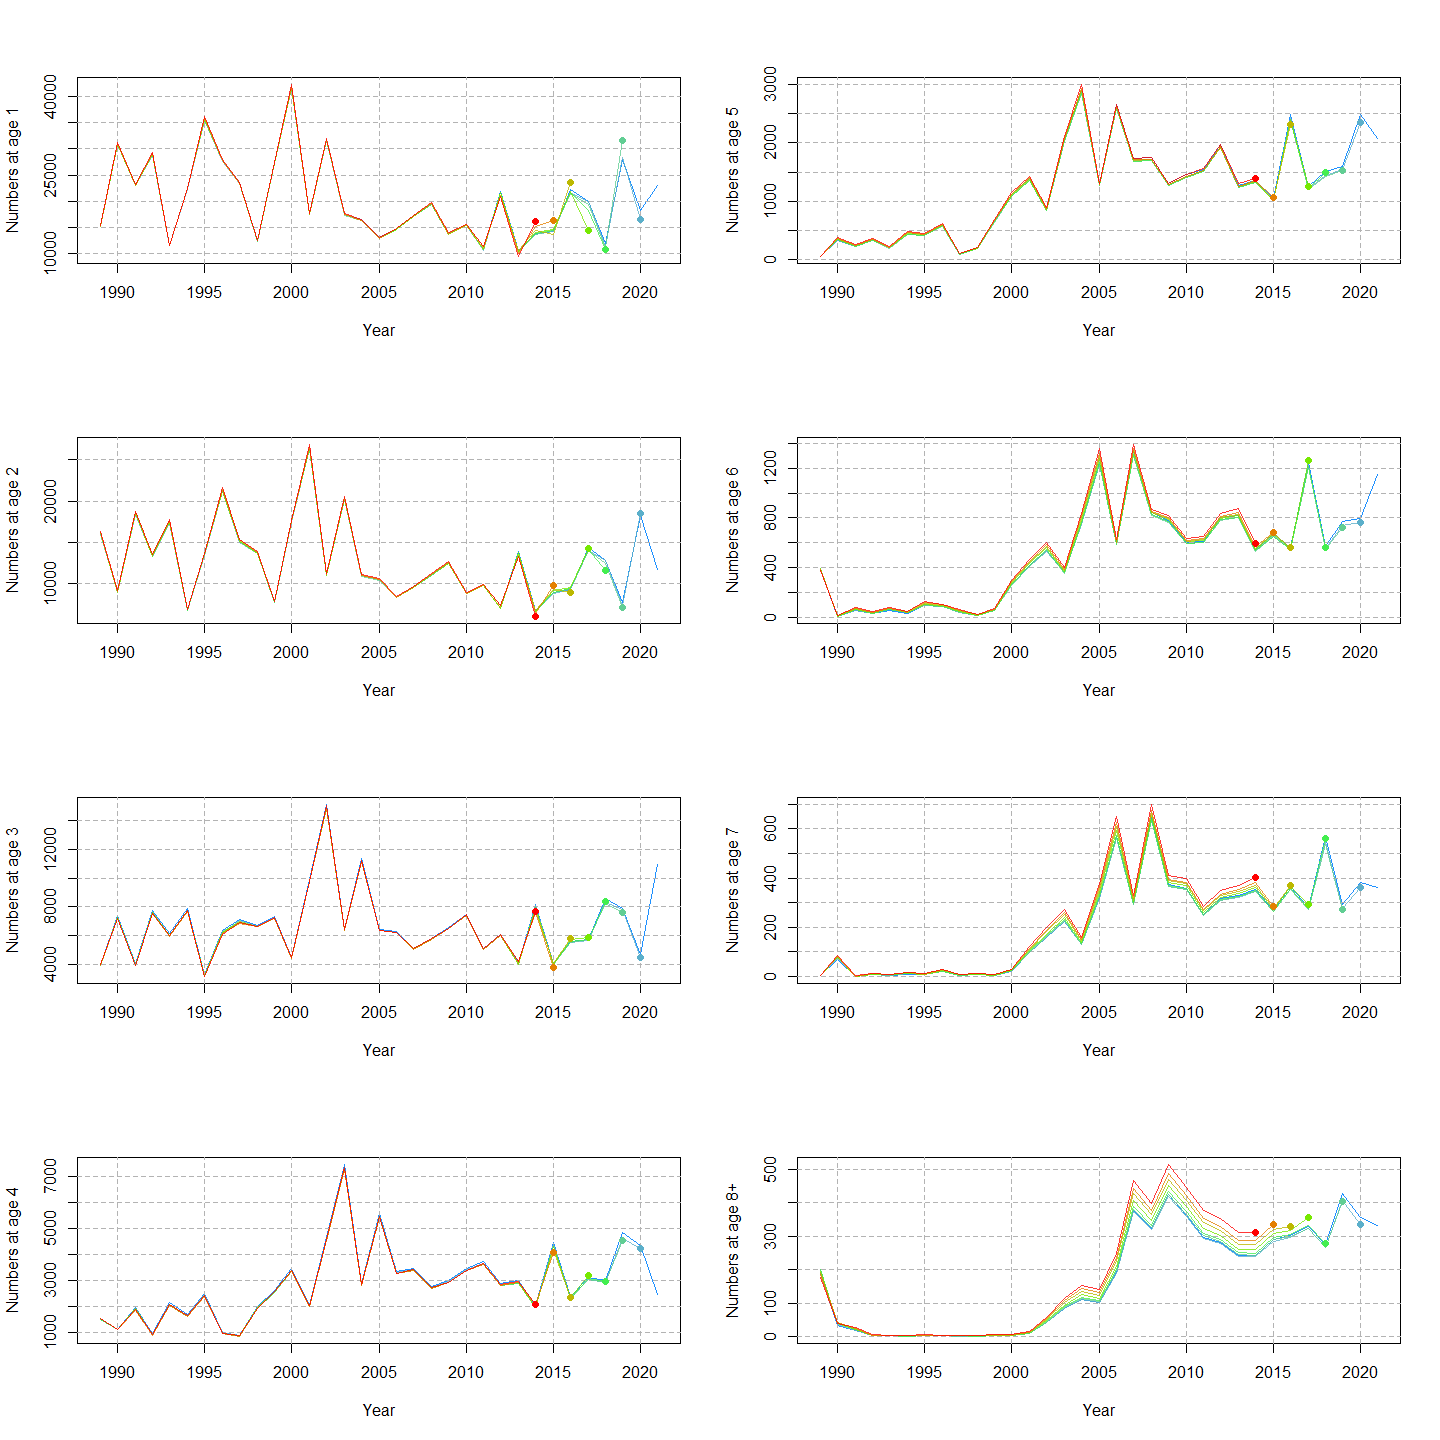 Numbers at age 1
10000 25000 40000
1990 1995 2000 2005 2010 2015 2020
Year
Numbers at age 5
0 1000 2000 3000
1990 1995 2000 2005 2010 2015 2020
Year
Numbers at age 2
10000 20000
1990 1995 2000 2005 2010 2015 2020
Year
Numbers at age 6
0 400 800 1200
1990 1995 2000 2005 2010 2015 2020
Year
Numbers at age 3
4000 8000 12000
1990 1995 2000 2005 2010 2015 2020
Year
Numbers at age 7
0 200 400 600
1990 1995 2000 2005 2010 2015 2020
Year
Numbers at age 4
1000 3000 5000 7000
1990 1995 2000 2005 2010 2015 2020
Year
Numbers at age 8+
0 100 300 500
1990 1995 2000 2005 2010 2015 2020
Year